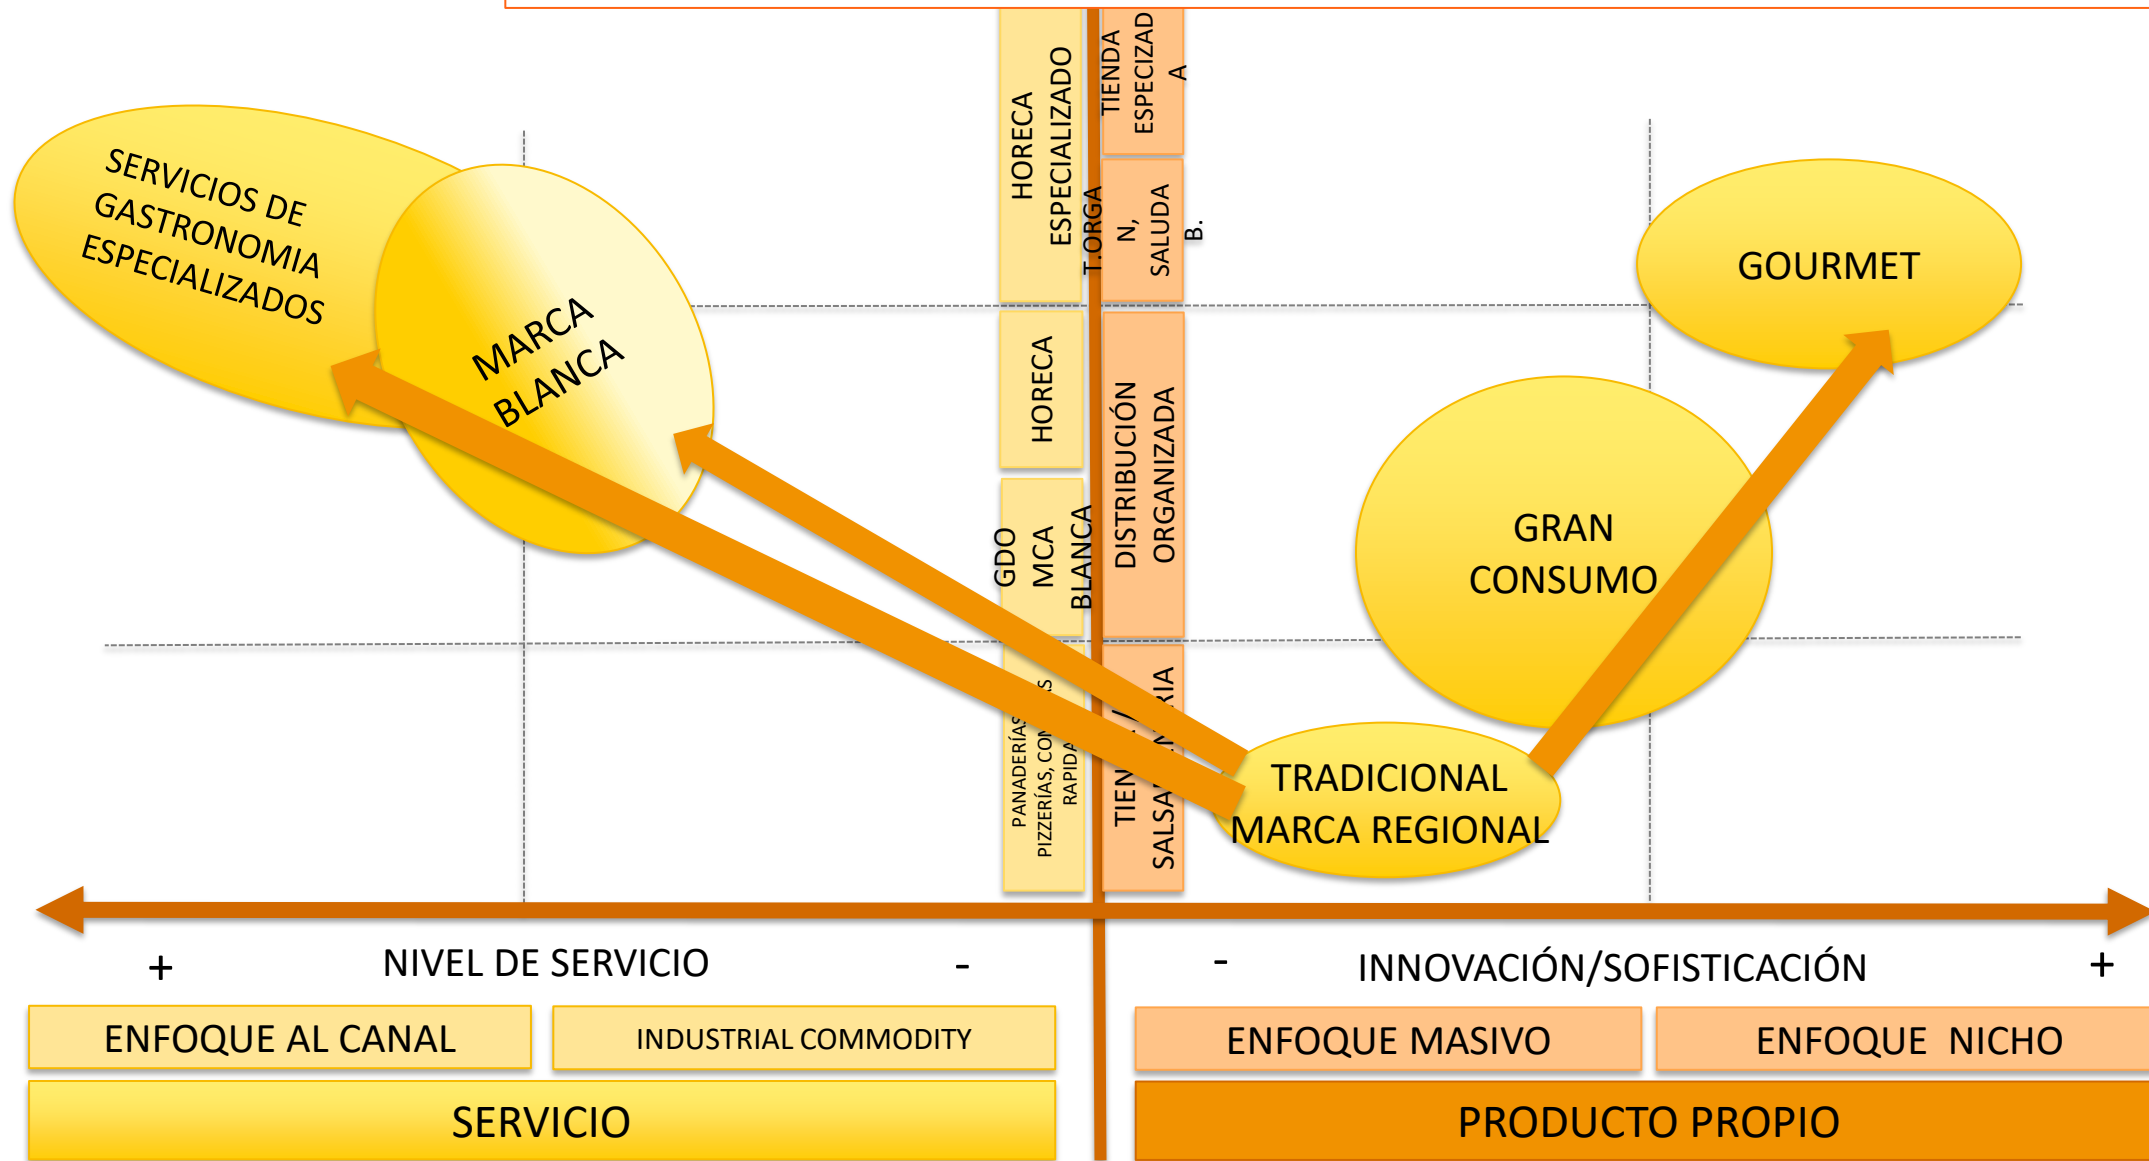 HORECA
ESPECIALIZADO
TIENDA
ESPECIZAD
A
T.ORGA
N,
SALUDA
B.
SERVICIOS DE
GASTRONOMIA
ESPECIALIZADOS
MARCA
BLANCA
GOURMET
HORECA
DISTRIBUCIÓN
ORGANIZADA
GDO
MCA
BLANCA
GRAN
CONSUMO
PANADERÍAS
PIZZERÍAS,
TRADICIONAL
MARCA REGIONAL
+ NIVEL DE SERVICIO -
- INNOVACIÓN/SOFISTICACIÓN +
ENFOQUE AL CANAL
INDUSTRIAL COMMODITY
ENFOQUE MASIVO
ENFOQUE NICHO
SERVICIO
PRODUCTO PROPIO